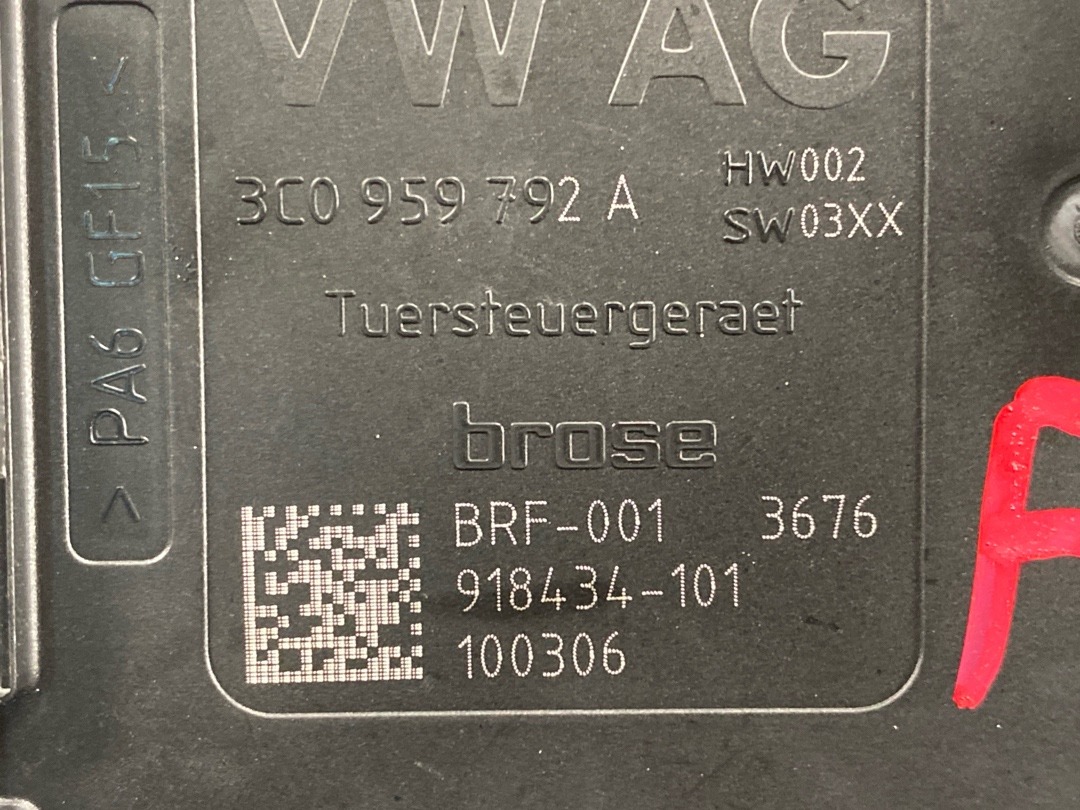 VW AG
3C0 959 792 A
HW002
SW03XX
Tuersteuergeraet
brose
BRF-001 3676
918434-101
100306
> PA6 GF15 <